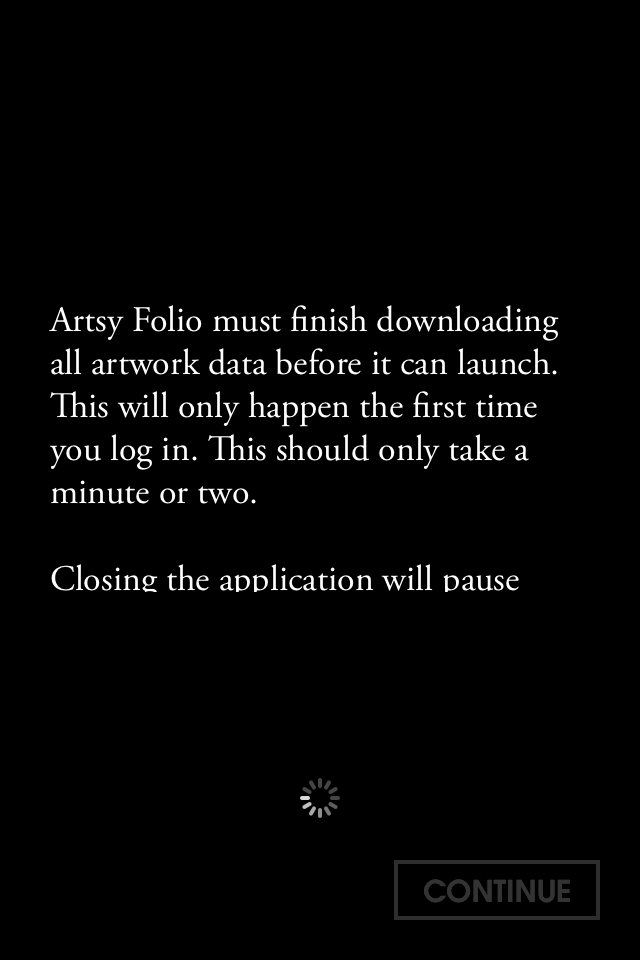 Artsy Folio must finish downloading
all artwork data before it can launch.
This will only happen the first time
you log in. This should only take a
minute or two.
Closing the application will pause
CONTINUE